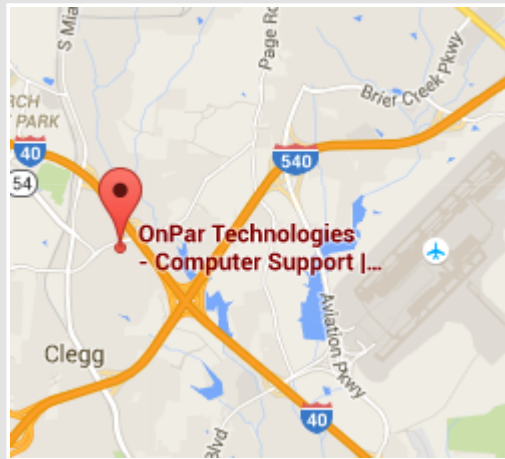 S Mia
Page Ro
Brier Creek Pkwy
RCH
PARK
40
540
54
OnPar Technologies
- Computer Support |...
Aviation Pkwy
Clegg
40
Blvd